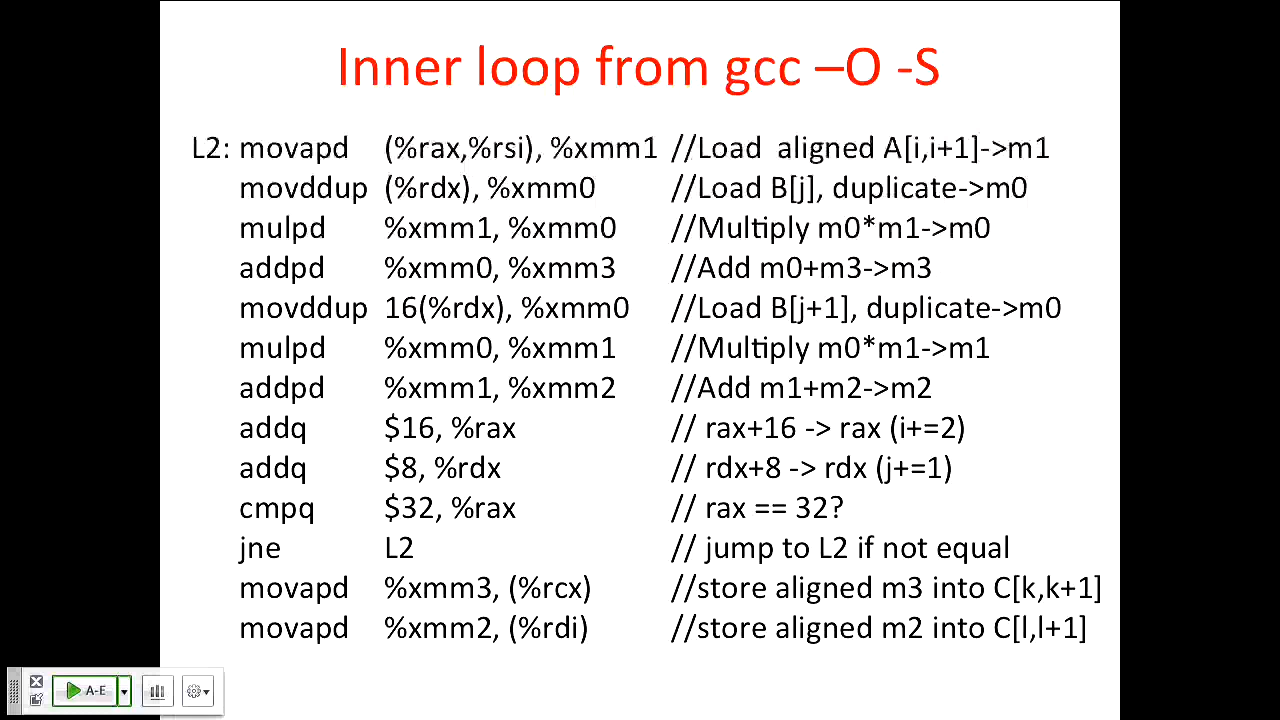 Inner loop from gcc –O -S
L2: movapd (%rax,%rsi), %xmm1 //Load aligned A[i,i+1]->m1
movddup (%rdx), %xmm0 //Load B[j], duplicate->m0
mulpd %xmm1, %xmm0 //Multiply m0*m1->m0
addpd %xmm0, %xmm3 //Add m0+m3->m3
movddup 16(%rdx), %xmm0 //Load B[j+1], duplicate->m0
mulpd %xmm0, %xmm1 //Multiply m0*m1->m1
addpd %xmm1, %xmm2 //Add m1+m2->m2
addq $16, %rax // rax+16 -> rax (i+=2)
addq $8, %rdx // rdx+8 -> rdx (j+=1)
cmpq $32, %rax // rax == 32?
jne L2 // jump to L2 if not equal
movapd %xmm3, (%rcx) //store aligned m3 into C[k,k+1]
movapd %xmm2, (%rdi) //store aligned m2 into C[l,l+1]
A-E